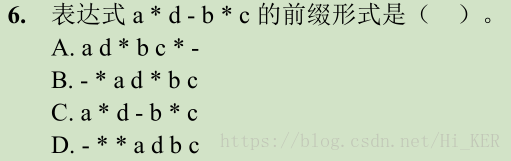 6. 表达式 a * d - b * c 的前缀形式是（ ）。
A. a d * b c * -
B. - * a d * b c
C. a * d - b * c
D. - * * a d b c
https://blog.csdn.net/Hi_KER